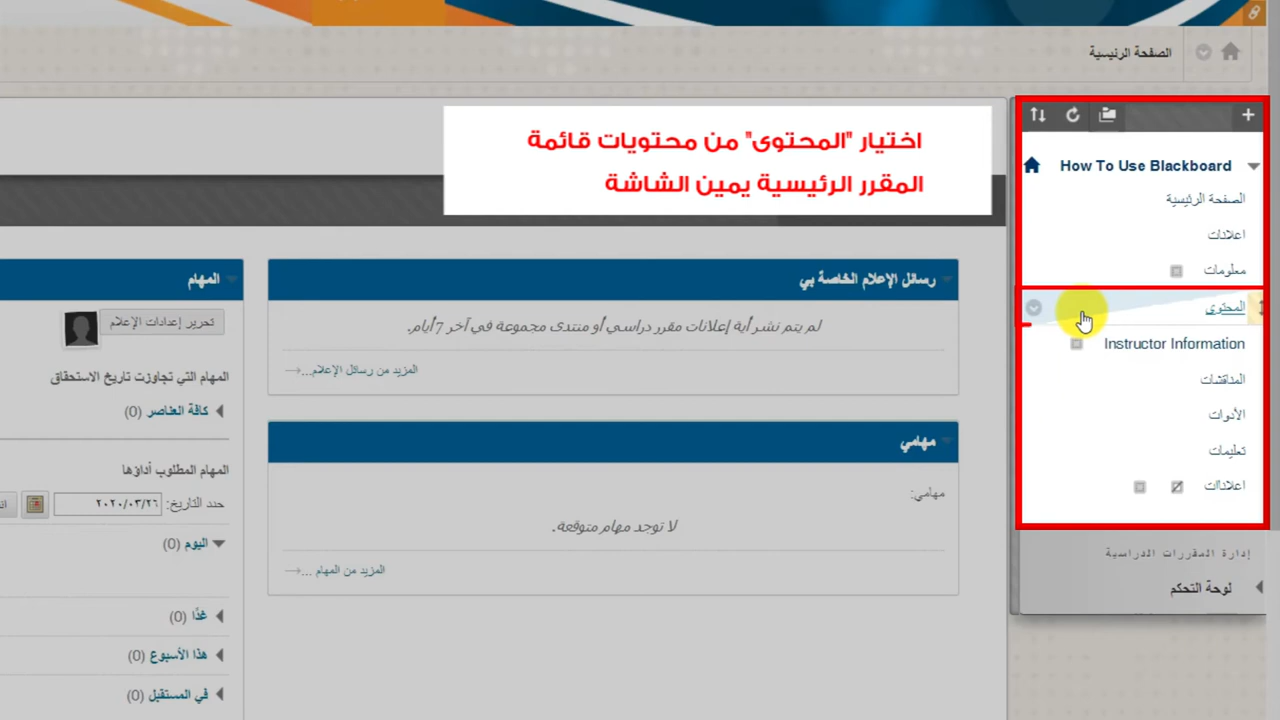 الصفحة الرئيسية
اختيار "المحتوى" من محتويات قائمة
المقرر الرئيسية يمين الشاشة
How To Use Blackboard
الصفحة الرئيسية
اعلانات
معلومات
المحتوى
Instructor Information
المناقشات
الأدوات
تعليمات
اعلاناات
إدارة المقررات الدراسية
لوحة التحكم
رسائل الإعلام الخاصة بي
لم يتم نشر أية إعلانات مقرر دراسي أو منتدى مجموعة في آخر 7 أيام.
المزيد من رسائل الإعلام...
مهامي
مهامي:
لا توجد مهام متوقعة.
المزيد من المهام ...
المهام
تحرير إعدادات الإعلام
المهام التي تجاوزت تاريخ الاستحقاق
كافة العناصر (0)
المهام المطلوب أداؤها
حدد التاريخ: ٢٠٢٠/٠٣/٢٦
اليوم (0)
غدًا (0)
هذا الأسبوع (0)
في المستقبل (0)